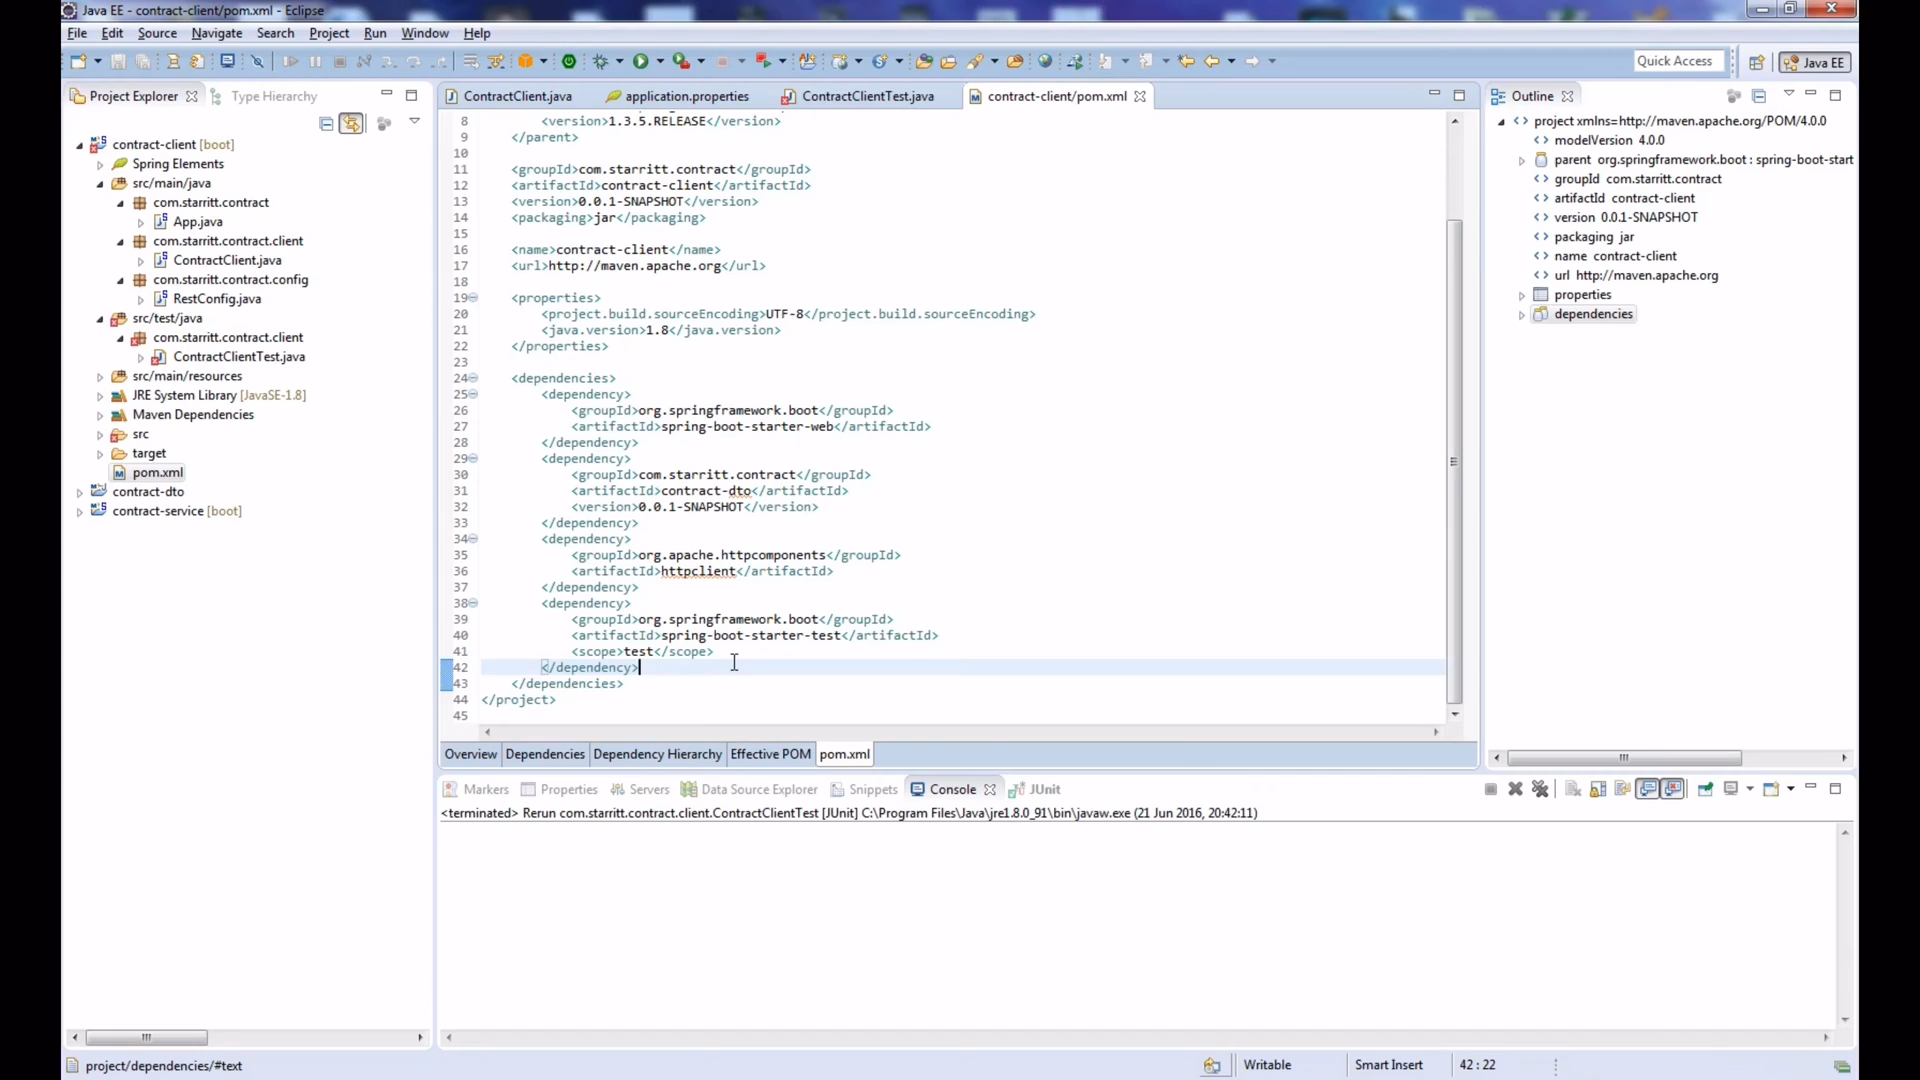 Java EE - contract-client/pom.xml - Eclipse
File Edit Source Navigate Search Project Run Window Help
Quick Access
Java EE
Project Explorer
Type Hierarchy
contract-client [boot]
Spring Elements
src/main/java
com.starritt.contract
App.java
com.starritt.contract.client
ContractClient.java
com.starritt.contract.config
RestConfig.java
src/test/java
com.starritt.contract.client
ContractClientTest.java
src/main/resources
JRE System Library [JavaSE-1.8]
Maven Dependencies
src
target
pom.xml
contract-dto
contract-service [boot]
ContractClient.java application.properties ContractClientTest.java contract-client/pom.xml
8 <version>1.3.5.RELEASE</version>
9 </parent>
10
11 <groupId>com.starritt.contract</groupId>
12 <artifactId>contract-client</artifactId>
13 <version>0.0.1-SNAPSHOT</version>
14 <packaging>jar</packaging>
15
16 <name>contract-client</name>
17 <url>http://maven.apache.org</url>
18
19 <properties>
20 <project.build.sourceEncoding>UTF-8</project.build.sourceEncoding>
21 <java.version>1.8</java.version>
22 </properties>
23
24 <dependencies>
25 <dependency>
26 <groupId>org.springframework.boot</groupId>
27 <artifactId>spring-boot-starter-web</artifactId>
28 </dependency>
29 <dependency>
30 <groupId>com.starritt.contract</groupId>
31 <artifactId>contract-dto</artifactId>
32 <version>0.0.1-SNAPSHOT</version>
33 </dependency>
34 <dependency>
35 <groupId>org.apache.httpcomponents</groupId>
36 <artifactId>httpclient</artifactId>
37 </dependency>
38 <dependency>
39 <groupId>org.springframework.boot</groupId>
40 <artifactId>spring-boot-starter-test</artifactId>
41 <scope>test</scope>
42 </dependency>
43 </dependencies>
44 </project>
45
Overview Dependencies Dependency Hierarchy Effective POM pom.xml
Outline
project xmlns=http://maven.apache.org/POM/4.0.0
modelVersion 4.0.0
parent org.springframework.boot : spring-boot-start
groupId com.starritt.contract
artifactId contract-client
version 0.0.1-SNAPSHOT
packaging jar
name contract-client
url http://maven.apache.org
properties
dependencies
Markers Properties Servers Data Source Explorer Snippets Console JUnit
<terminated> Rerun com.starritt.contract.client.ContractClientTest [JUnit] C:\Program Files\Java\jre1.8.0_91\bin\javaw.exe (21 Jun 2016, 20:42:11)
project/dependencies/#text
Writable
Smart Insert
42 : 22